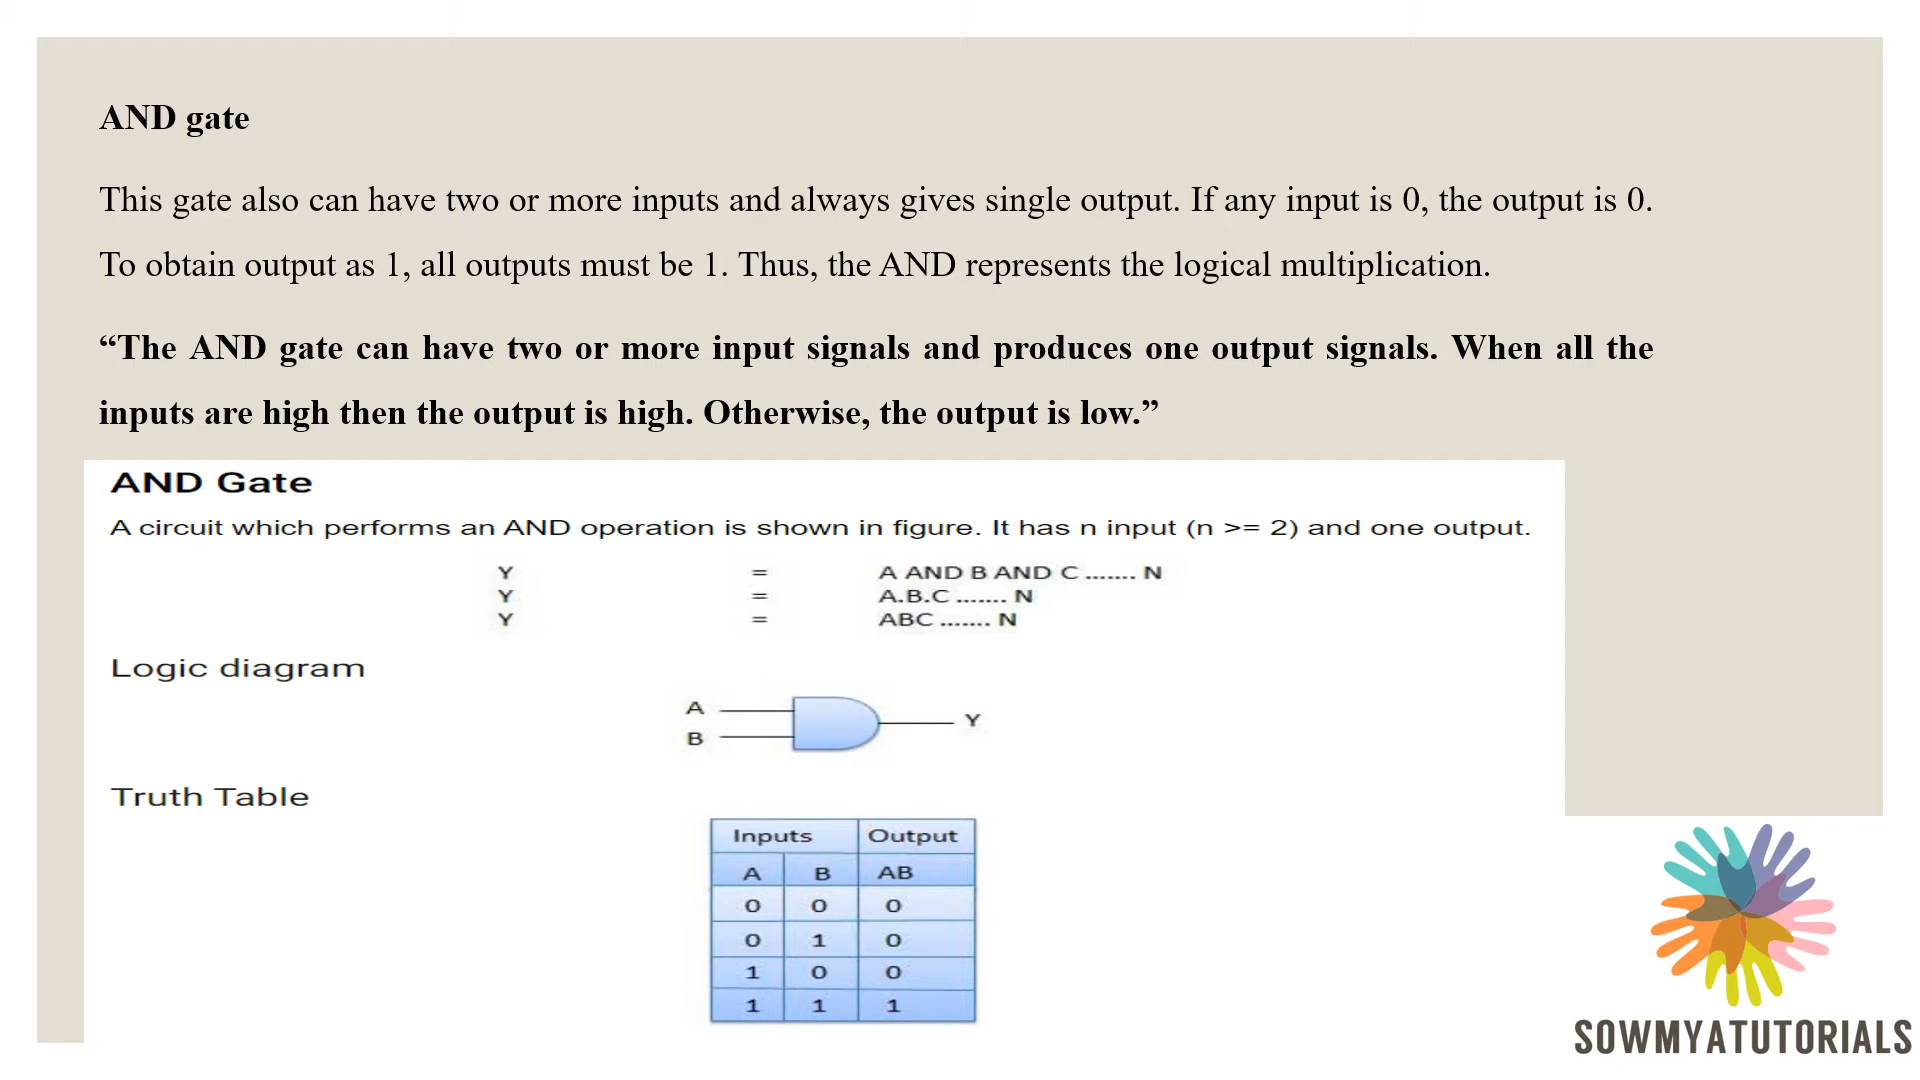 AND gate
This gate also can have two or more inputs and always gives single output. If any input is 0, the output is 0.
To obtain output as 1, all outputs must be 1. Thus, the AND represents the logical multiplication.
“The AND gate can have two or more input signals and produces one output signals. When all the
inputs are high then the output is high. Otherwise, the output is low.”
AND Gate
A circuit which performs an AND operation is shown in figure. It has n input (n >= 2) and one output.
Y = A AND B AND C ....... N
Y = A.B.C ....... N
Y = ABC ....... N
Logic diagram
A
B
Y
Truth Table
Inputs Output
A B AB
0 0 0
0 1 0
1 0 0
1 1 1
SOWMYATUTORIALS